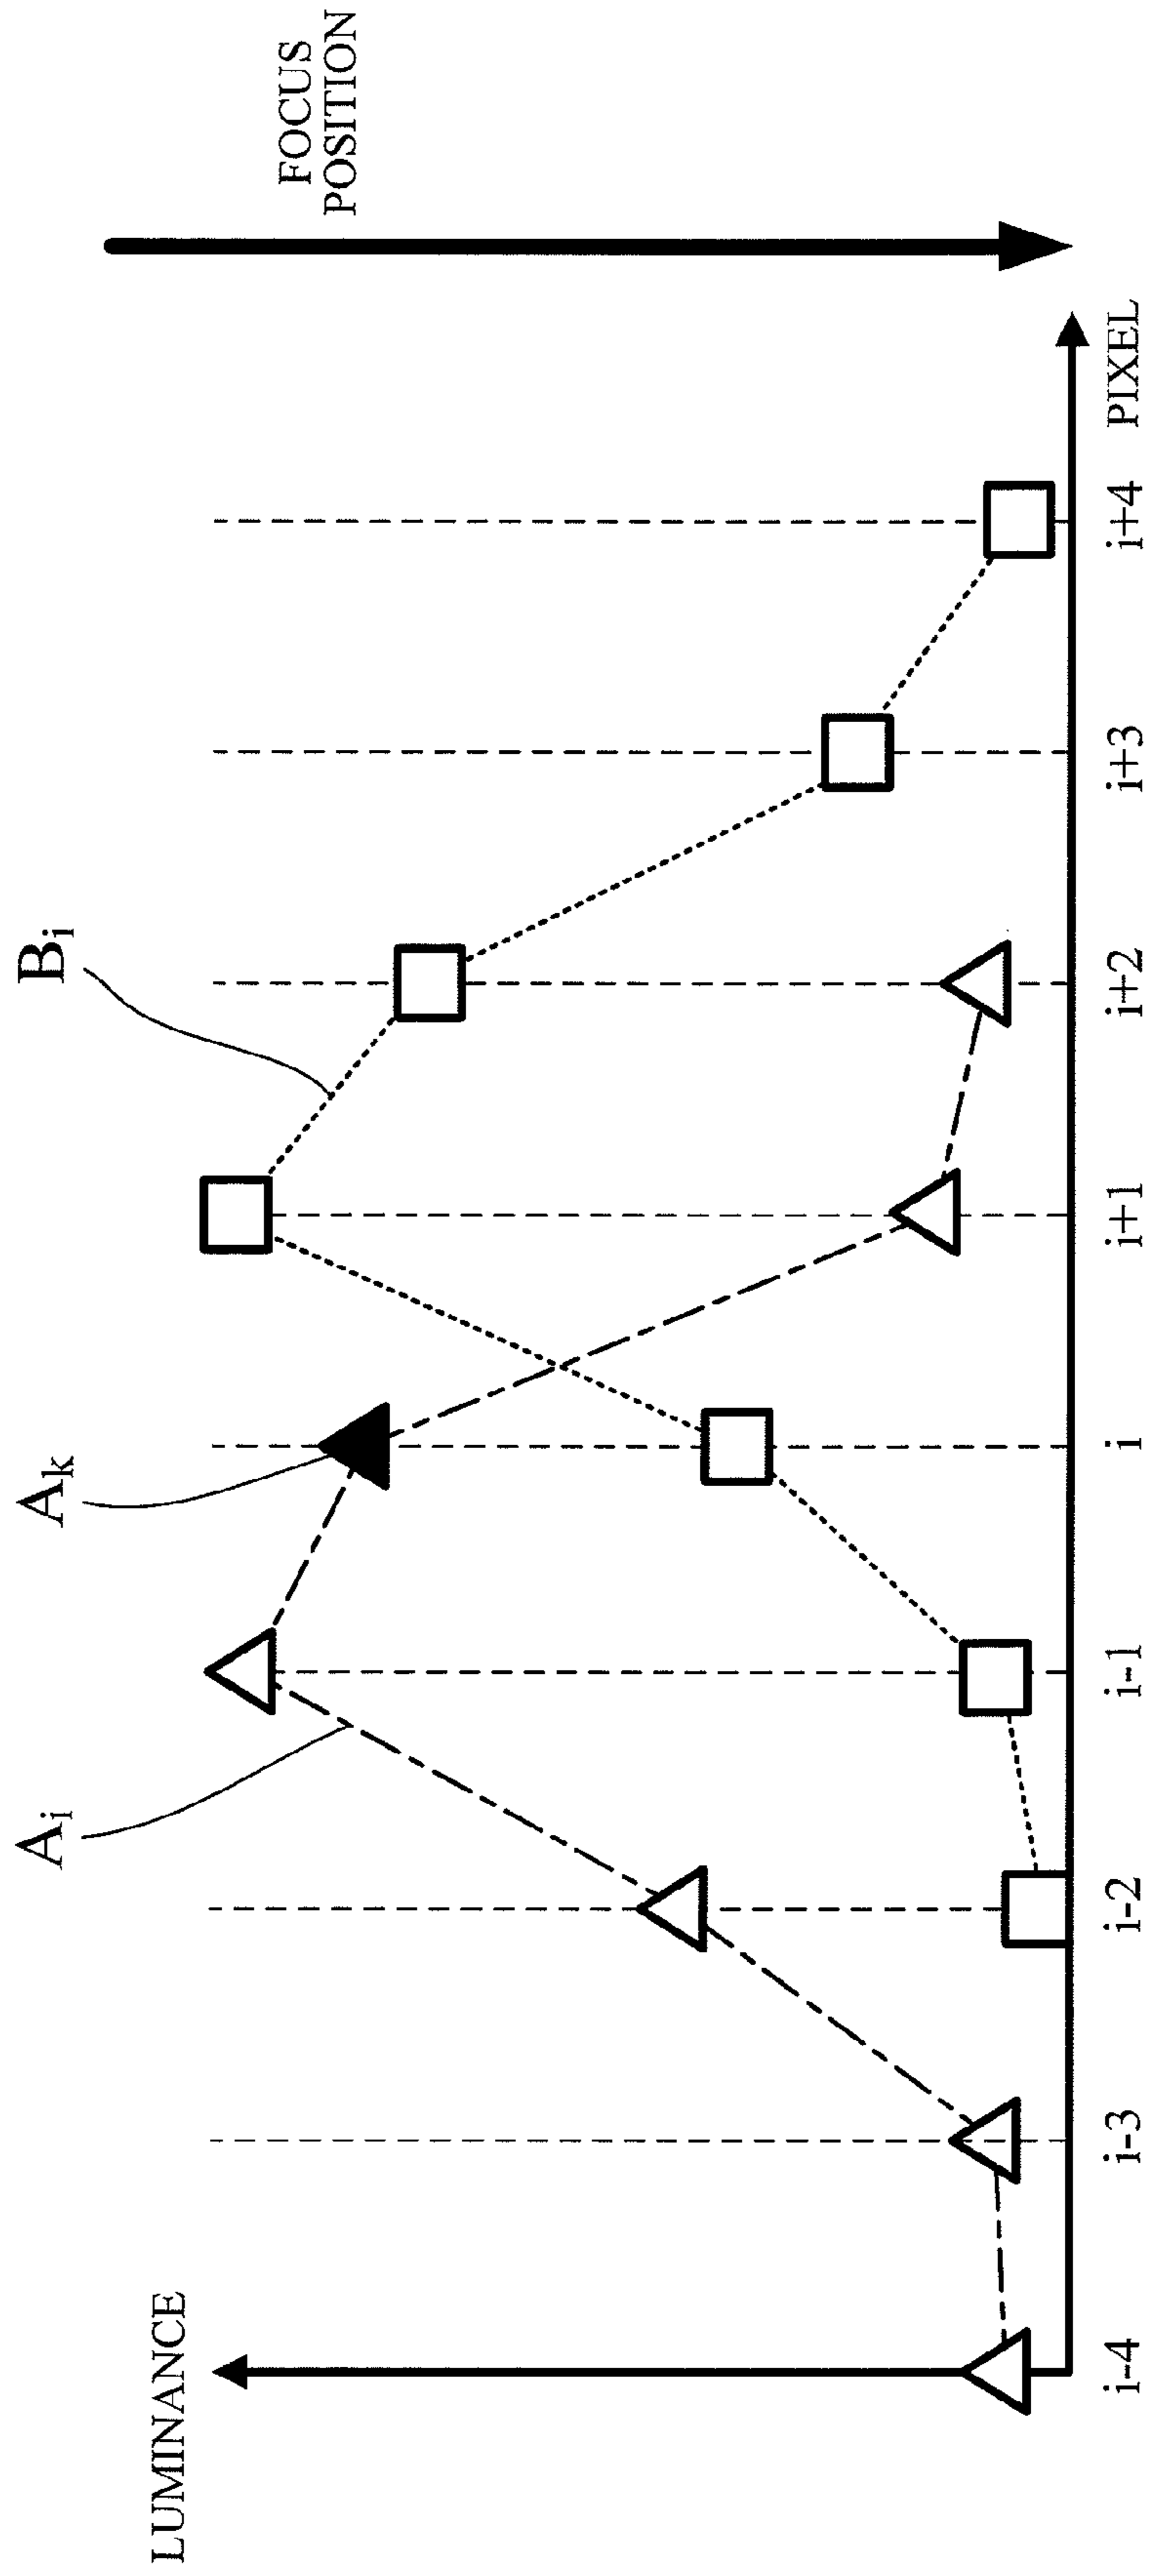 LUMINANCE
A_i
A_k
B_i
FOCUS
POSITION
i-4 i-3 i-2 i-1 i i+1 i+2 i+3 i+4 PIXEL